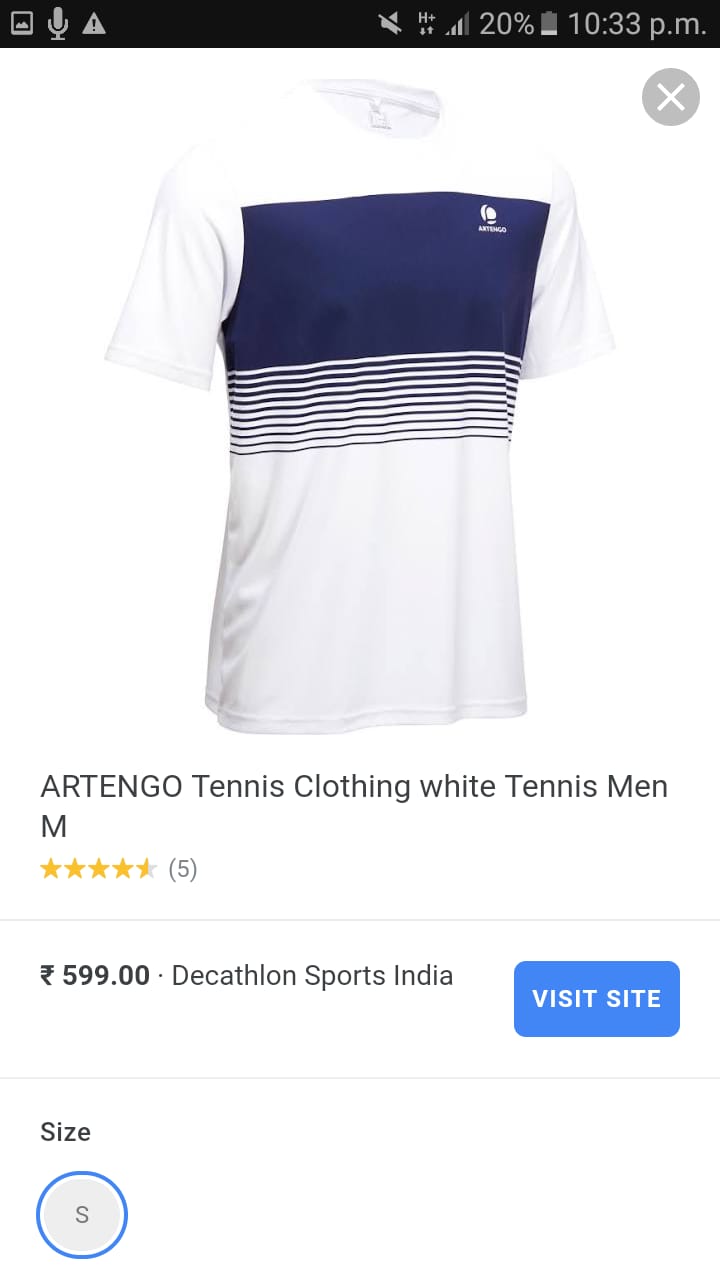 H+ 20% 10:33 p.m.
ARTENGO
ARTENGO Tennis Clothing white Tennis Men
M
(5)
₹ 599.00 · Decathlon Sports India
VISIT SITE
Size
S